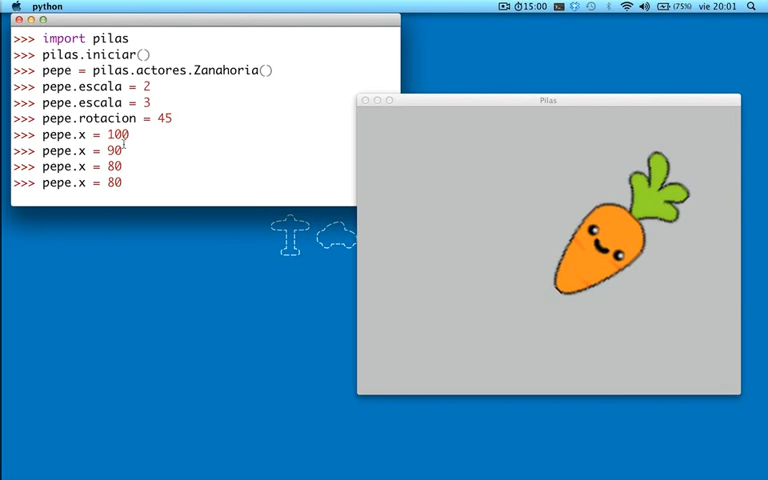 python
15:00
(75%)
vie 20:01
python
>>> import pilas
>>> pilas.iniciar()
>>> pepe = pilas.actores.Zanahoria()
>>> pepe.escala = 2
>>> pepe.escala = 3
>>> pepe.rotacion = 45
>>> pepe.x = 100
>>> pepe.x = 90
>>> pepe.x = 80
>>> pepe.x = 80
Pilas